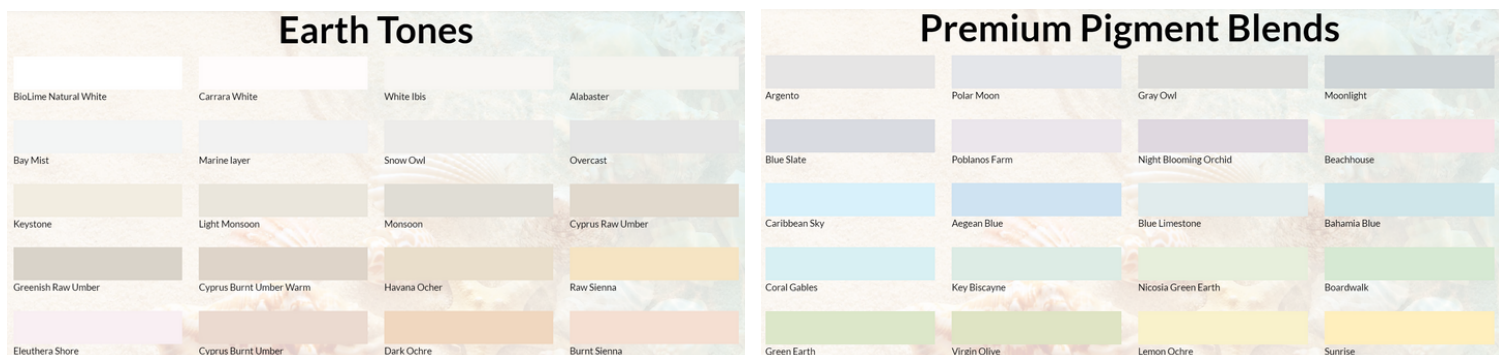 Earth Tones
BioLime Natural White
Carrara White
White Ibis
Alabaster
Bay Mist
Marine layer
Snow Owl
Overcast
Keystone
Light Monsoon
Monsoon
Cyprus Raw Umber
Greenish Raw Umber
Cyprus Burnt Umber Warm
Havana Ocher
Raw Sienna
Eleuthera Shore
Cyprus Burnt Umber
Dark Ochre
Burnt Sienna
Premium Pigment Blends
Argento
Polar Moon
Gray Owl
Moonlight
Blue Slate
Poblanos Farm
Night Blooming Orchid
Beachhouse
Caribbean Sky
Aegean Blue
Blue Limestone
Bahamia Blue
Coral Gables
Key Biscayne
Nicosia Green Earth
Boardwalk
Green Earth
Virgin Olive
Lemon Ochre
Sunrise